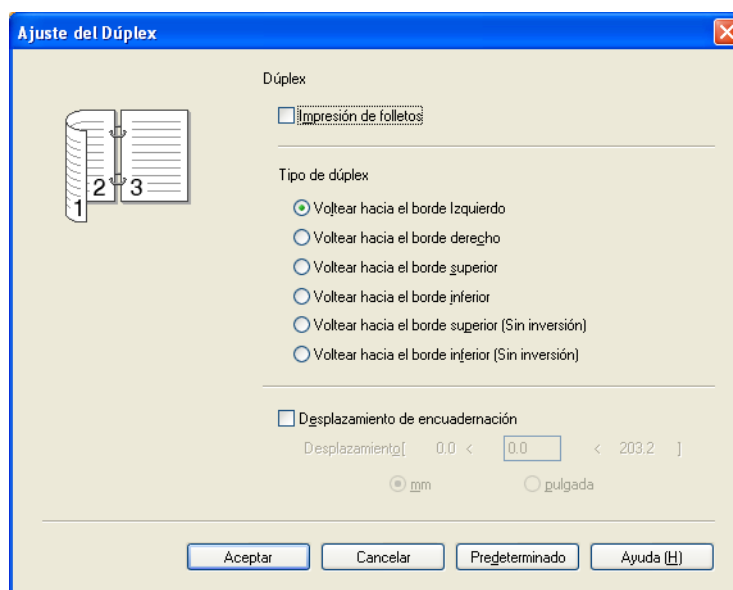 Ajuste del Dúplex
Dúplex
Impresión de folletos
1 2 3
Tipo de dúplex
Voltear hacia el borde Izquierdo
Voltear hacia el borde derecho
Voltear hacia el borde superior
Voltear hacia el borde inferior
Voltear hacia el borde superior (Sin inversión)
Voltear hacia el borde inferior (Sin inversión)
Desplazamiento de encuadernación
Desplazamiento[ 0.0 < 0.0 < 203.2 ]
mm pulgada
Aceptar Cancelar Predeterminado Ayuda (H)